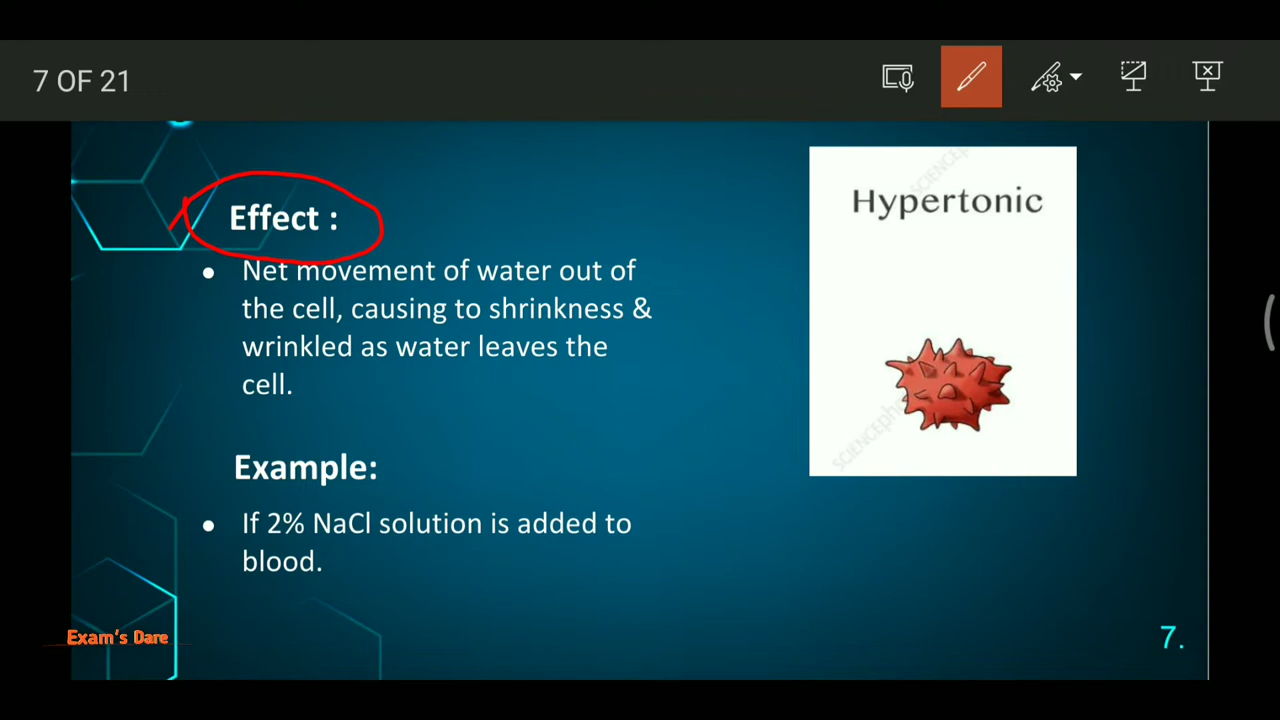 7 OF 21
Effect :
Hypertonic
• Net movement of water out of
the cell, causing to shrinkness &
wrinkled as water leaves the
cell.
Example:
• If 2% NaCl solution is added to
blood.
Exam's Dare
7.